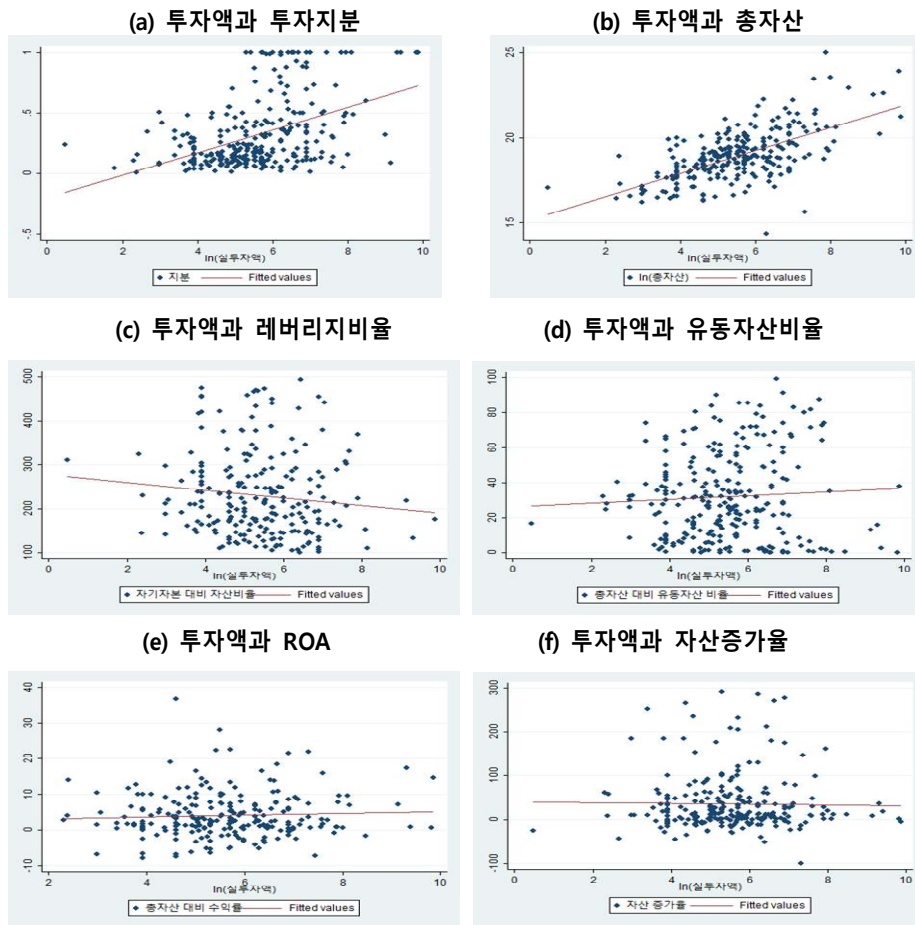 (a) 투자액과 투자지분
(b) 투자액과 총자산
1
.5
0
-.5
0 2 4 6 8 10
ln(실투자액)
지분 Fitted values
25
20
15
0 2 4 6 8 10
ln(실투자액)
ln(총자산) Fitted values
(c) 투자액과 레버리지비율
(d) 투자액과 유동자산비율
500
400
300
200
100
0 2 4 6 8 10
ln(실투자액)
자기자본 대비 자산비율 Fitted values
100
80
60
40
20
0
0 2 4 6 8 10
ln(실투자액)
총자산 대비 유동자산 비율 Fitted values
(e) 투자액과 ROA
(f) 투자액과 자산증가율
40
30
20
10
0
-10
2 4 6 8 10
ln(실투자액)
총자산 대비 수익률 Fitted values
300
200
100
0
-100
0 2 4 6 8 10
ln(실투자액)
자산 증가율 Fitted values